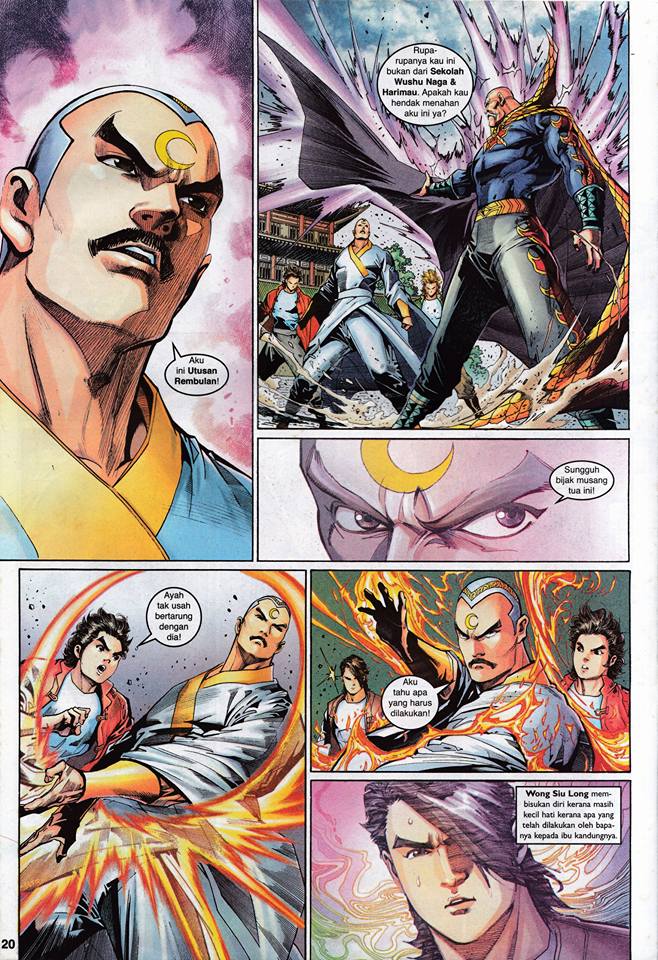 Aku
ini Utusan
Rembulan!
Rupa-
rupanya kau ini
bukan dari Sekolah
Wushu Naga &
Harimau. Apakah kau
hendak menahan
aku ini ya?
Sungguh
bijak musang
tua ini!
Ayah
tak usah
bertarung
dengan
dia!
Aku
tahu apa
yang harus
dilakukan!
Wong Siu Long mem-
bisukan diri kerana masih
kecil hati kerana apa yang
telah dilakukan oleh bapa-
nya kepada ibu kandungnya.
20